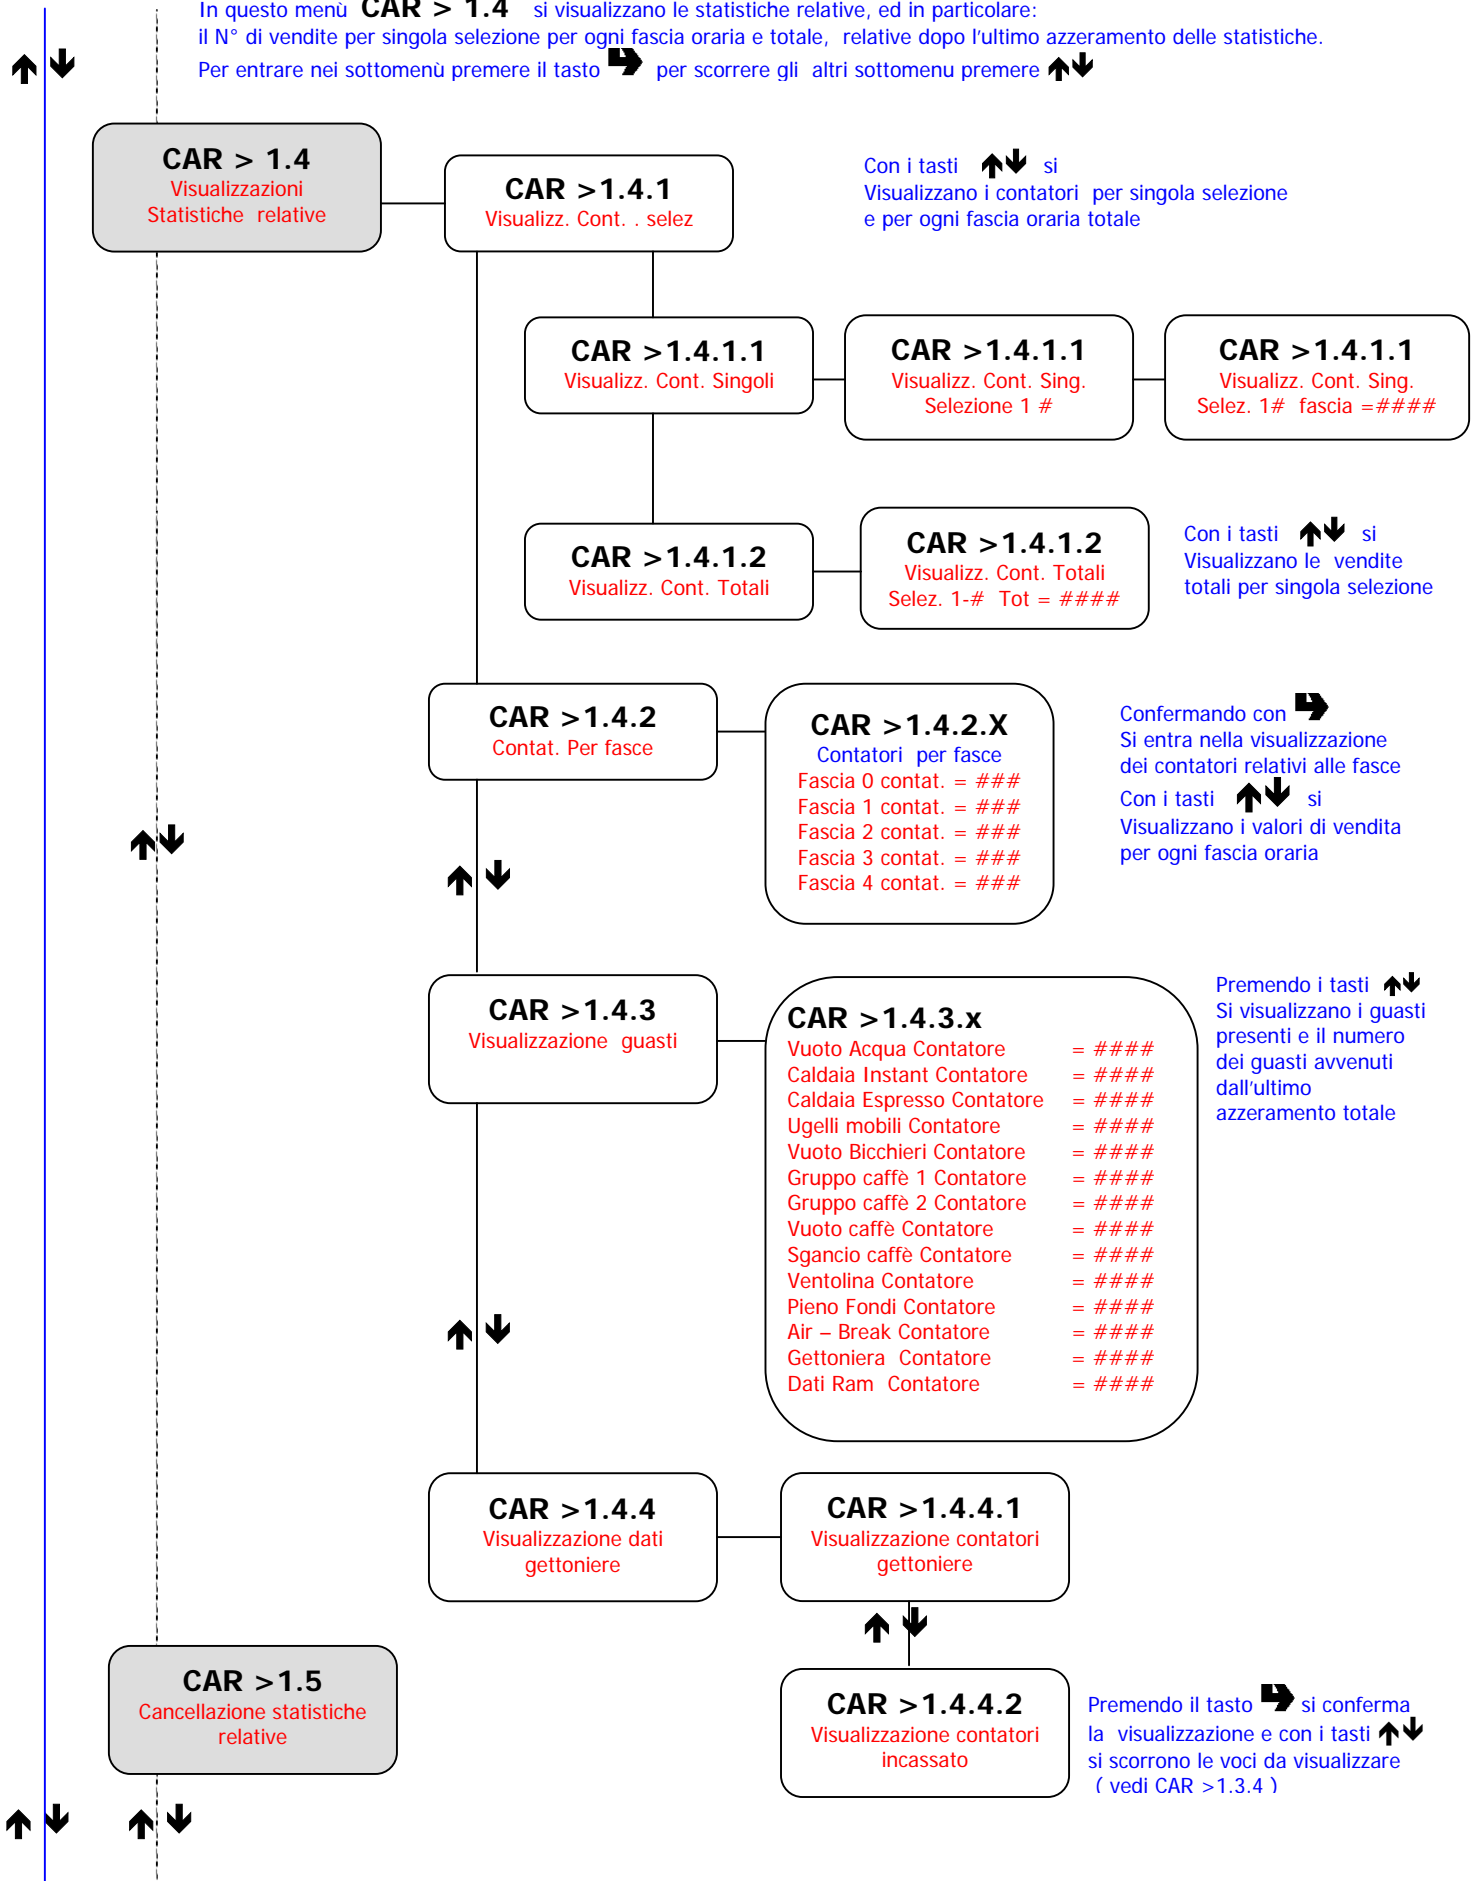 In questo menù CAR > 1.4 si visualizzano le statistiche relative, ed in particolare:
il N° di vendite per singola selezione per ogni fascia oraria e totale, relative dopo l'ultimo azzeramento delle statistiche.
Per entrare nei sottomenù premere il tasto per scorrere gli altri sottomenu premere
CAR > 1.4
Visualizzazioni
Statistiche relative
CAR >1.4.1
Visualizz. Cont. . selez
Con i tasti si
Visualizzano i contatori per singola selezione
e per ogni fascia oraria totale
CAR >1.4.1.1
Visualizz. Cont. Singoli
CAR >1.4.1.1
Visualizz. Cont. Sing.
Selezione 1 #
CAR >1.4.1.1
Visualizz. Cont. Sing.
Selez. 1# fascia =####
CAR >1.4.1.2
Visualizz. Cont. Totali
CAR >1.4.1.2
Visualizz. Cont. Totali
Selez. 1-# Tot = ####
Con i tasti si
Visualizzano le vendite
totali per singola selezione
CAR >1.4.2
Contat. Per fasce
CAR >1.4.2.X
Contatori per fasce
Fascia 0 contat. = ###
Fascia 1 contat. = ###
Fascia 2 contat. = ###
Fascia 3 contat. = ###
Fascia 4 contat. = ###
Confermando con
Si entra nella visualizzazione
dei contatori relativi alle fasce
Con i tasti si
Visualizzano i valori di vendita
per ogni fascia oraria
CAR >1.4.3
Visualizzazione guasti
CAR >1.4.3.x
Vuoto Acqua Contatore = ####
Caldaia Instant Contatore = ####
Caldaia Espresso Contatore = ####
Ugelli mobili Contatore = ####
Vuoto Bicchieri Contatore = ####
Gruppo caffè 1 Contatore = ####
Gruppo caffè 2 Contatore = ####
Vuoto caffè Contatore = ####
Sgancio caffè Contatore = ####
Ventolina Contatore = ####
Pieno Fondi Contatore = ####
Air – Break Contatore = ####
Gettoniera Contatore = ####
Dati Ram Contatore = ####
Premendo i tasti
Si visualizzano i guasti
presenti e il numero
dei guasti avvenuti
dall'ultimo
azzeramento totale
CAR >1.4.4
Visualizzazione dati
gettoniere
CAR >1.4.4.1
Visualizzazione contatori
gettoniere
CAR >1.5
Cancellazione statistiche
relative
CAR >1.4.4.2
Visualizzazione contatori
incassato
Premendo il tasto si conferma
la visualizzazione e con i tasti
si scorrono le voci da visualizzare
( vedi CAR >1.3.4 )